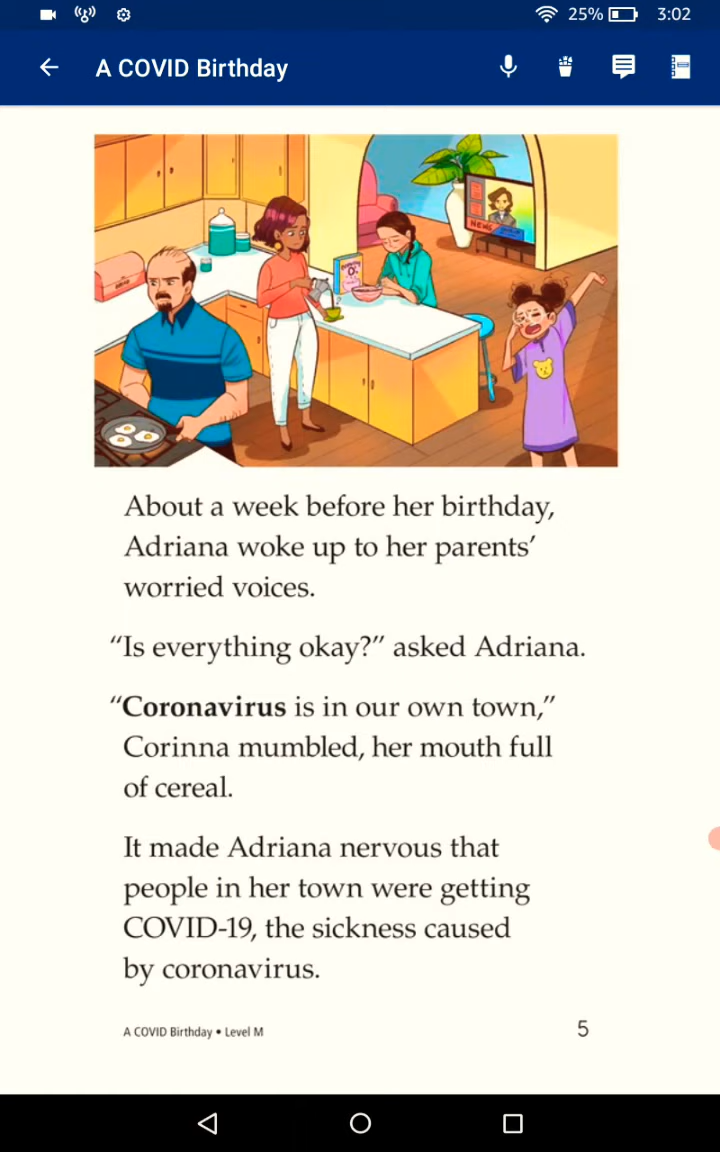 25% 3:02
A COVID Birthday
NEWS
About a week before her birthday,
Adriana woke up to her parents’
worried voices.
“Is everything okay?” asked Adriana.
“Coronavirus is in our own town,”
Corinna mumbled, her mouth full
of cereal.
It made Adriana nervous that
people in her town were getting
COVID-19, the sickness caused
by coronavirus.
A COVID Birthday • Level M 5